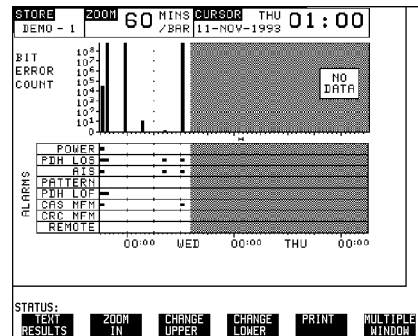 STORE ZOOM 60 MINS /BAR CURSOR THU 01:00
DEMO - 1 11-NOV-1993
BIT ERROR COUNT
10⁸
10⁷
10⁶
10⁵
10⁴
10³
10²
10¹
0
NO DATA
ALARMS
POWER
PDH LOS
AIS
PATTERN
PDH LOF
CAS MFM
CRC MFM
REMOTE
00:00 WED 00:00 THU 00:00
STATUS:
TEXT RESULTS
ZOOM IN
CHANGE UPPER
CHANGE LOWER
PRINT
MULTIPLE WINDOW